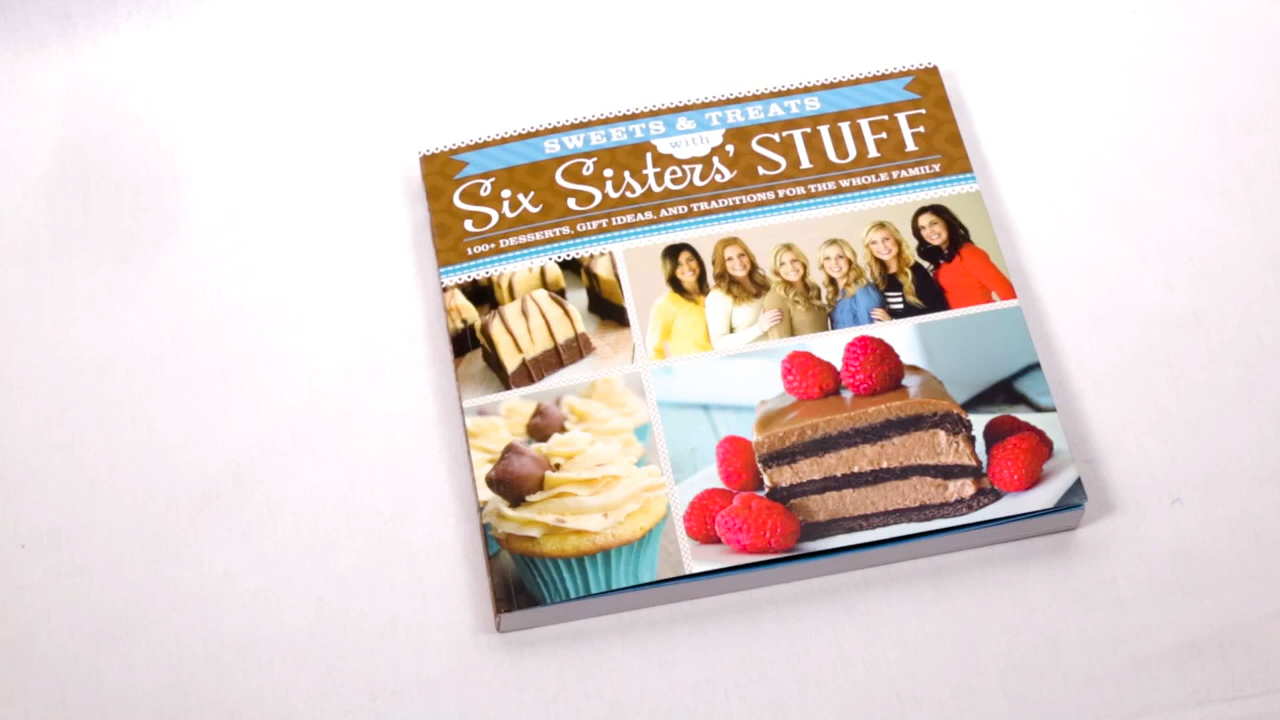 SWEETS & TREATS
with
Six Sisters' STUFF
100+ DESSERTS, GIFT IDEAS, AND TRADITIONS FOR THE WHOLE FAMILY